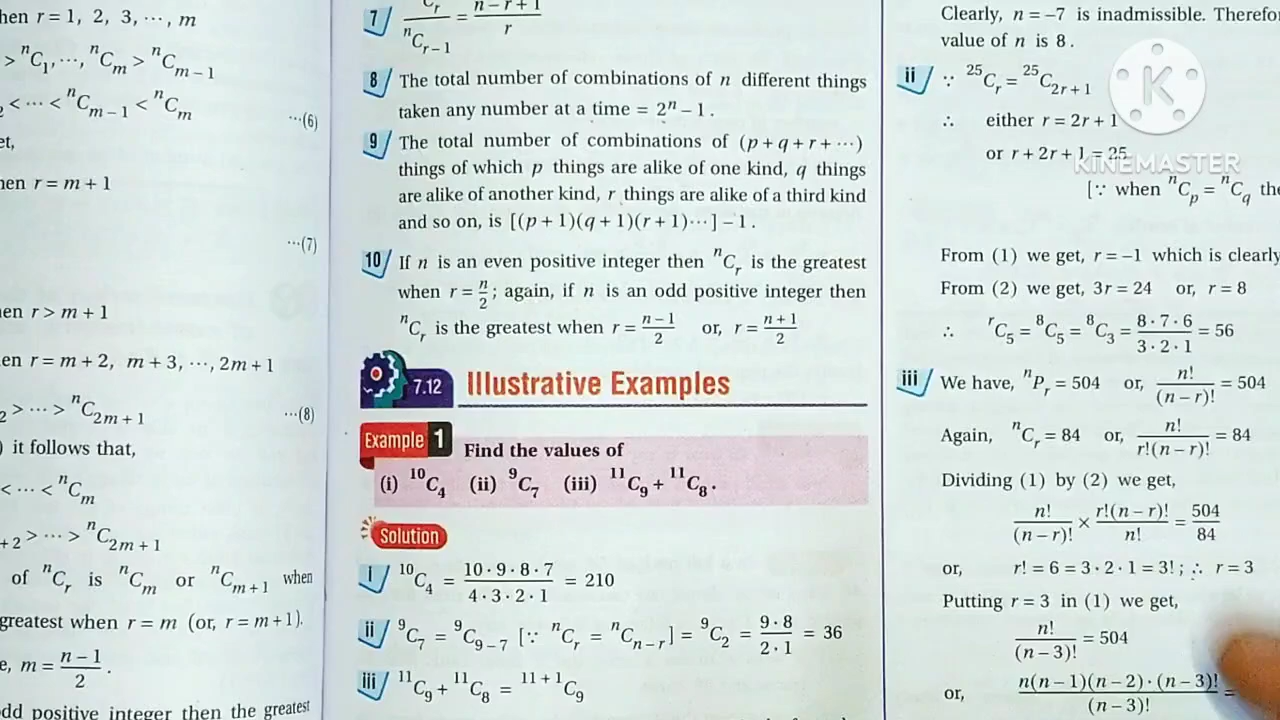 hen r = 1, 2, 3, ⋯, m
> ⁿC₁, ⋯, ⁿCₘ > ⁿCₘ₋₁
₂ < ⋯ < ⁿCₘ₋₁ < ⁿCₘ ⋯(6)
et,
hen r = m + 1
⋯(7)
en r > m + 1
en r = m + 2, m + 3, ⋯, 2m + 1
₂ > ⋯ > ⁿC₂ₘ₊₁ ⋯(8)
) it follows that,
< ⋯ < ⁿCₘ
₊₂ > ⋯ > ⁿC₂ₘ₊₁
of ⁿCᵣ is ⁿCₘ or ⁿCₘ₊₁ when
greatest when r = m (or, r = m + 1).
e, m = (n − 1)/2 .
odd positive integer then the greatest
7 Cᵣ/ⁿCᵣ₋₁ = (n − r + 1)/r
8 The total number of combinations of n different things
taken any number at a time = 2ⁿ − 1.
9 The total number of combinations of (p + q + r + ⋯)
things of which p things are alike of one kind, q things
are alike of another kind, r things are alike of a third kind
and so on, is [(p + 1)(q + 1)(r + 1)⋯] − 1.
10 If n is an even positive integer then ⁿCᵣ is the greatest
when r = n/2; again, if n is an odd positive integer then
ⁿCᵣ is the greatest when r = (n − 1)/2 or, r = (n + 1)/2
7.12 Illustrative Examples
Example 1 Find the values of
(i) ¹⁰C₄ (ii) ⁹C₇ (iii) ¹¹C₉ + ¹¹C₈.
Solution
i ¹⁰C₄ = (10·9·8·7)/(4·3·2·1) = 210
ii ⁹C₇ = ⁹C₉₋₇ [∵ ⁿCᵣ = ⁿCₙ₋ᵣ] = ⁹C₂ = (9·8)/(2·1) = 36
iii ¹¹C₉ + ¹¹C₈ = ¹¹⁺¹C₉
Clearly, n = −7 is inadmissible. Therefo
value of n is 8.
ii ∵ ²⁵Cᵣ = ²⁵C₂ᵣ₊₁
∴ either r = 2r + 1
or r + 2r + 1 = 25
[∵ when ⁿCₚ = ⁿC_q the
From (1) we get, r = −1 which is clearly
From (2) we get, 3r = 24 or, r = 8
∴ ʳC₅ = ⁸C₅ = ⁸C₃ = (8·7·6)/(3·2·1) = 56
iii We have, ⁿPᵣ = 504 or, n!/(n − r)! = 504
Again, ⁿCᵣ = 84 or, n!/(r!(n − r)!) = 84
Dividing (1) by (2) we get,
n!/(n − r)! × r!(n − r)!/n! = 504/84
or, r! = 6 = 3·2·1 = 3!; ∴ r = 3
Putting r = 3 in (1) we get,
n!/(n − 3)! = 504
or, n(n − 1)(n − 2)·(n − 3)!/(n − 3)! =
K
KINEMASTER